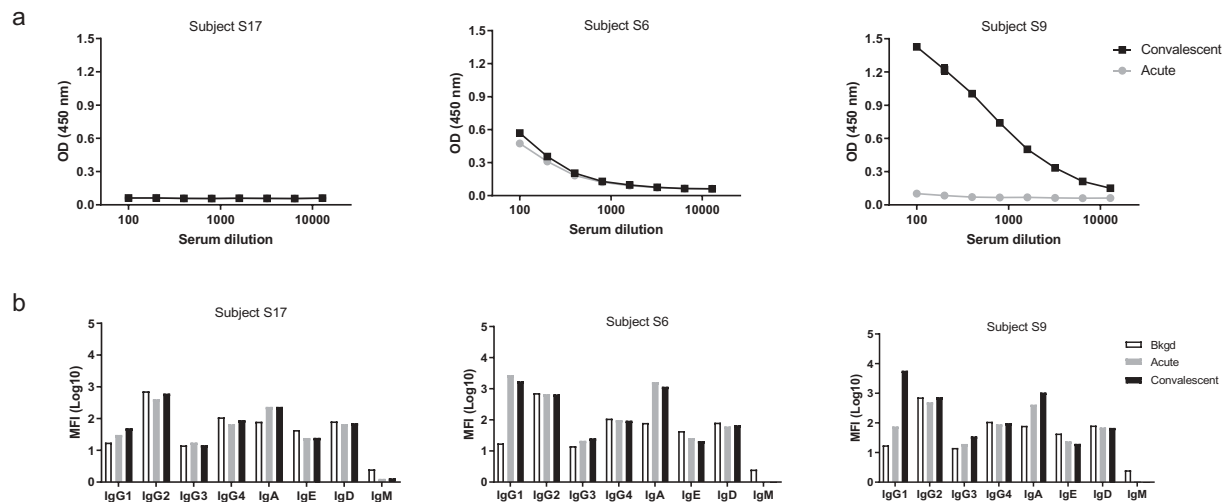 a
Subject S17
1.5
1.2
0.9
0.6
0.3
0.0
OD (450 nm)
100
1000
10000
Serum dilution
Subject S6
1.5
1.2
0.9
0.6
0.3
0.0
OD (450 nm)
100
1000
10000
Serum dilution
Subject S9
1.5
1.2
0.9
0.6
0.3
0.0
OD (450 nm)
100
1000
10000
Serum dilution
Convalescent
Acute
b
Subject S17
5
4
3
2
1
0
MFI (Log10)
IgG1 IgG2 IgG3 IgG4 IgA IgE IgD IgM
Subject S6
5
4
3
2
1
0
MFI (Log10)
IgG1 IgG2 IgG3 IgG4 IgA IgE IgD IgM
Subject S9
5
4
3
2
1
0
MFI (Log10)
IgG1 IgG2 IgG3 IgG4 IgA IgE IgD IgM
Bkgd
Acute
Convalescent